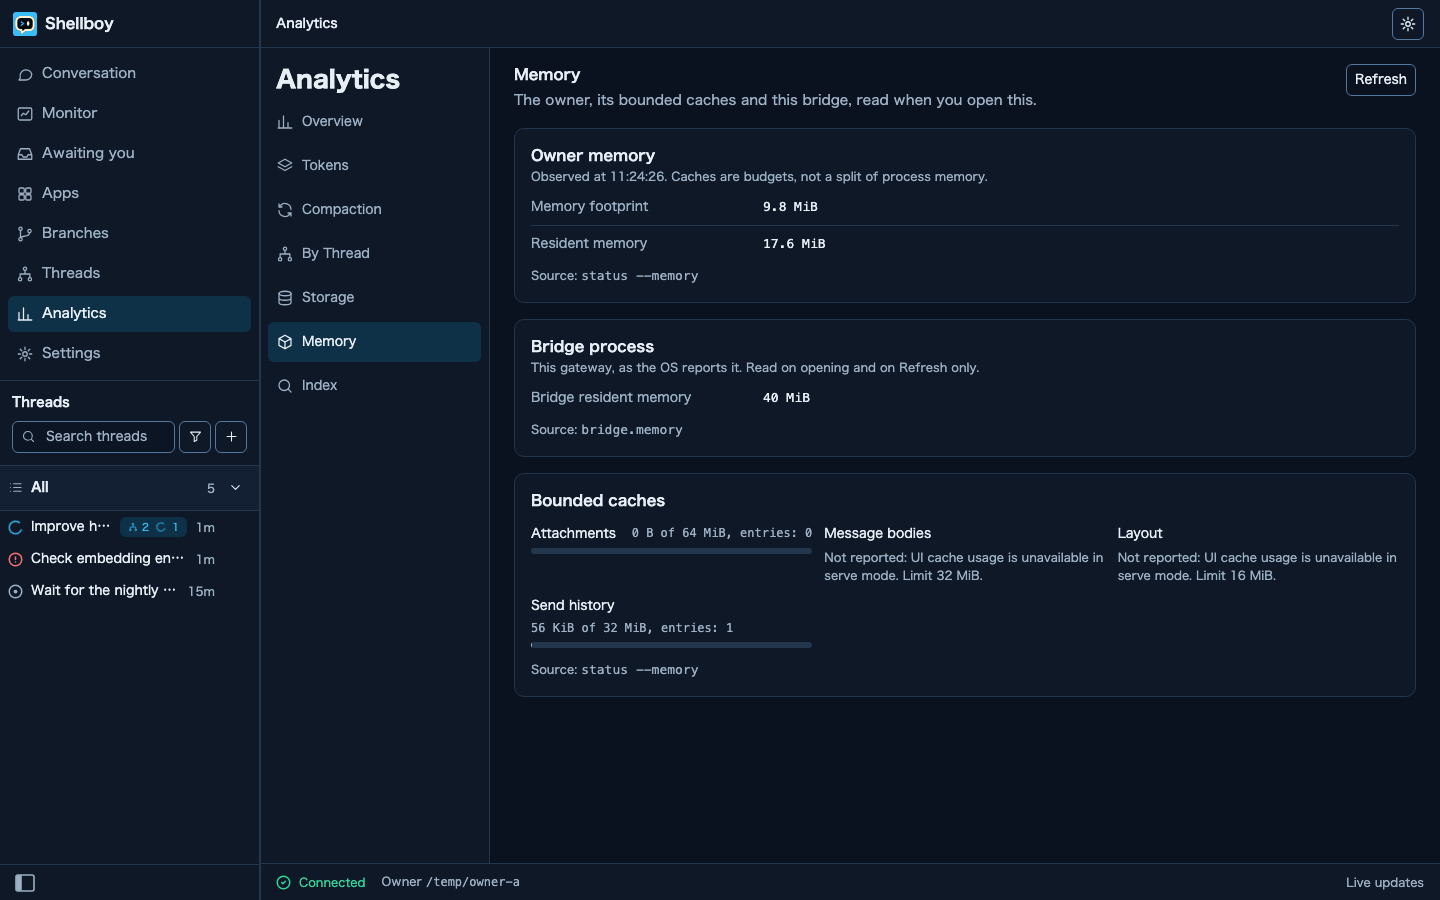 Shellboy
Analytics
Conversation
Monitor
Awaiting you
Apps
Branches
Threads
Analytics
Settings
Threads
Search threads
All 5
Improve h··· 2 1 1m
Check embedding en··· 1m
Wait for the nightly ··· 15m
Analytics
Overview
Tokens
Compaction
By Thread
Storage
Memory
Index
Memory
The owner, its bounded caches and this bridge, read when you open this.
Refresh
Owner memory
Observed at 11:24:26. Caches are budgets, not a split of process memory.
Memory footprint 9.8 MiB
Resident memory 17.6 MiB
Source: status --memory
Bridge process
This gateway, as the OS reports it. Read on opening and on Refresh only.
Bridge resident memory 40 MiB
Source: bridge.memory
Bounded caches
Attachments 0 B of 64 MiB, entries: 0
Message bodies
Not reported: UI cache usage is unavailable in
serve mode. Limit 32 MiB.
Layout
Not reported: UI cache usage is unavailable in
serve mode. Limit 16 MiB.
Send history
56 KiB of 32 MiB, entries: 1
Source: status --memory
Connected Owner /temp/owner-a
Live updates